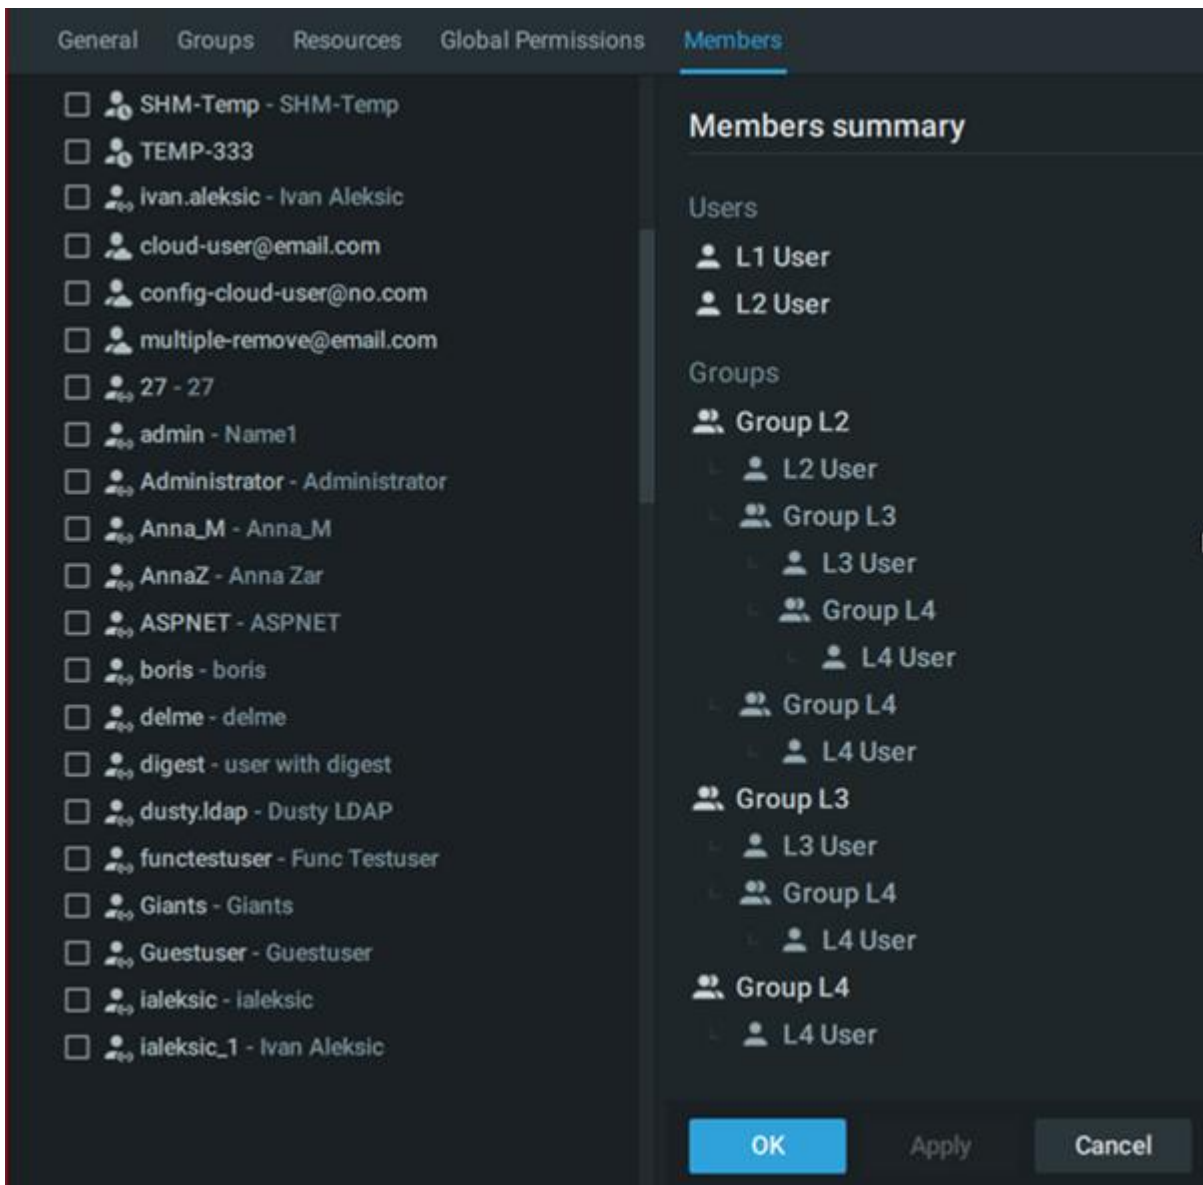 General Groups Resources Global Permissions Members
SHM-Temp - SHM-Temp
TEMP-333
ivan.aleksic - Ivan Aleksic
cloud-user@email.com
config-cloud-user@no.com
multiple-remove@email.com
27 - 27
admin - Name1
Administrator - Administrator
Anna_M - Anna_M
AnnaZ - Anna Zar
ASPNET - ASPNET
boris - boris
delme - delme
digest - user with digest
dusty.ldap - Dusty LDAP
functestuser - Func Testuser
Giants - Giants
Guestuser - Guestuser
ialeksic - ialeksic
ialeksic_1 - Ivan Aleksic
Members summary
Users
L1 User
L2 User
Groups
Group L2
L2 User
Group L3
L3 User
Group L4
L4 User
Group L4
L4 User
Group L3
L3 User
Group L4
L4 User
Group L4
L4 User
OK Apply Cancel